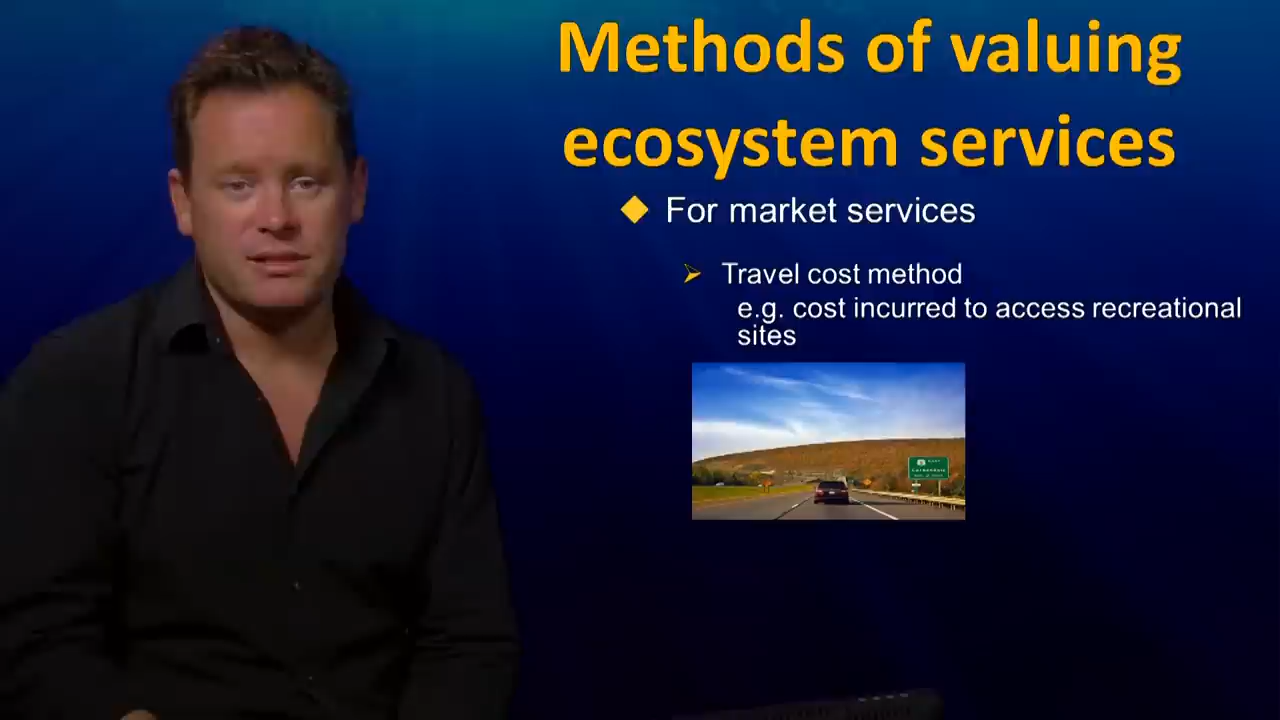 Methods of valuing
ecosystem services
For market services
Travel cost method
e.g. cost incurred to access recreational
sites